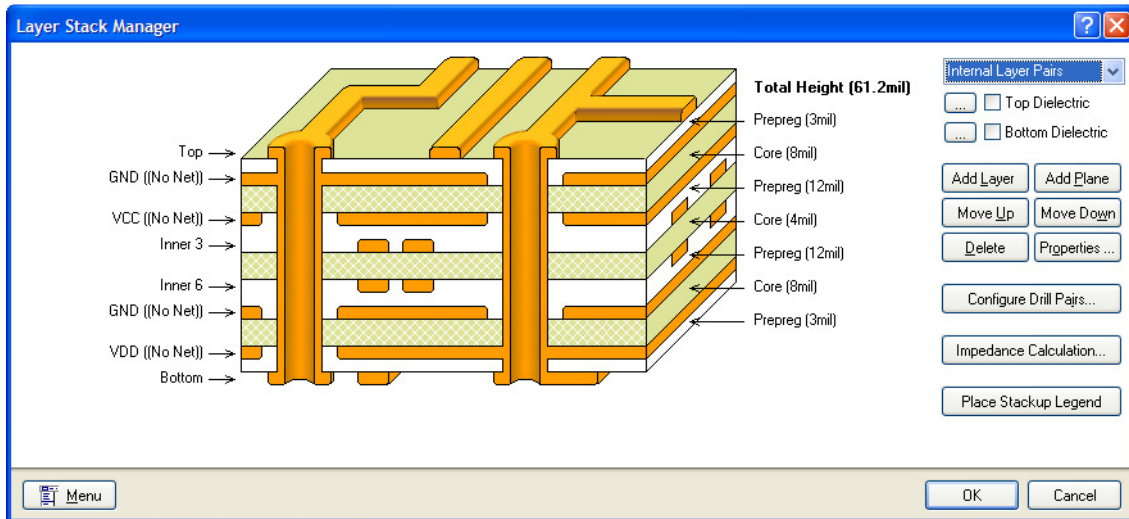 Layer Stack Manager
Top
GND ((No Net))
VCC ((No Net))
Inner 3
Inner 6
GND ((No Net))
VDD ((No Net))
Bottom
Total Height (61.2mil)
Prepreg (3mil)
Core (8mil)
Prepreg (12mil)
Core (4mil)
Prepreg (12mil)
Core (8mil)
Prepreg (3mil)
Internal Layer Pairs
... Top Dielectric
... Bottom Dielectric
Add Layer Add Plane
Move Up Move Down
Delete Properties ...
Configure Drill Pairs...
Impedance Calculation...
Place Stackup Legend
Menu OK Cancel